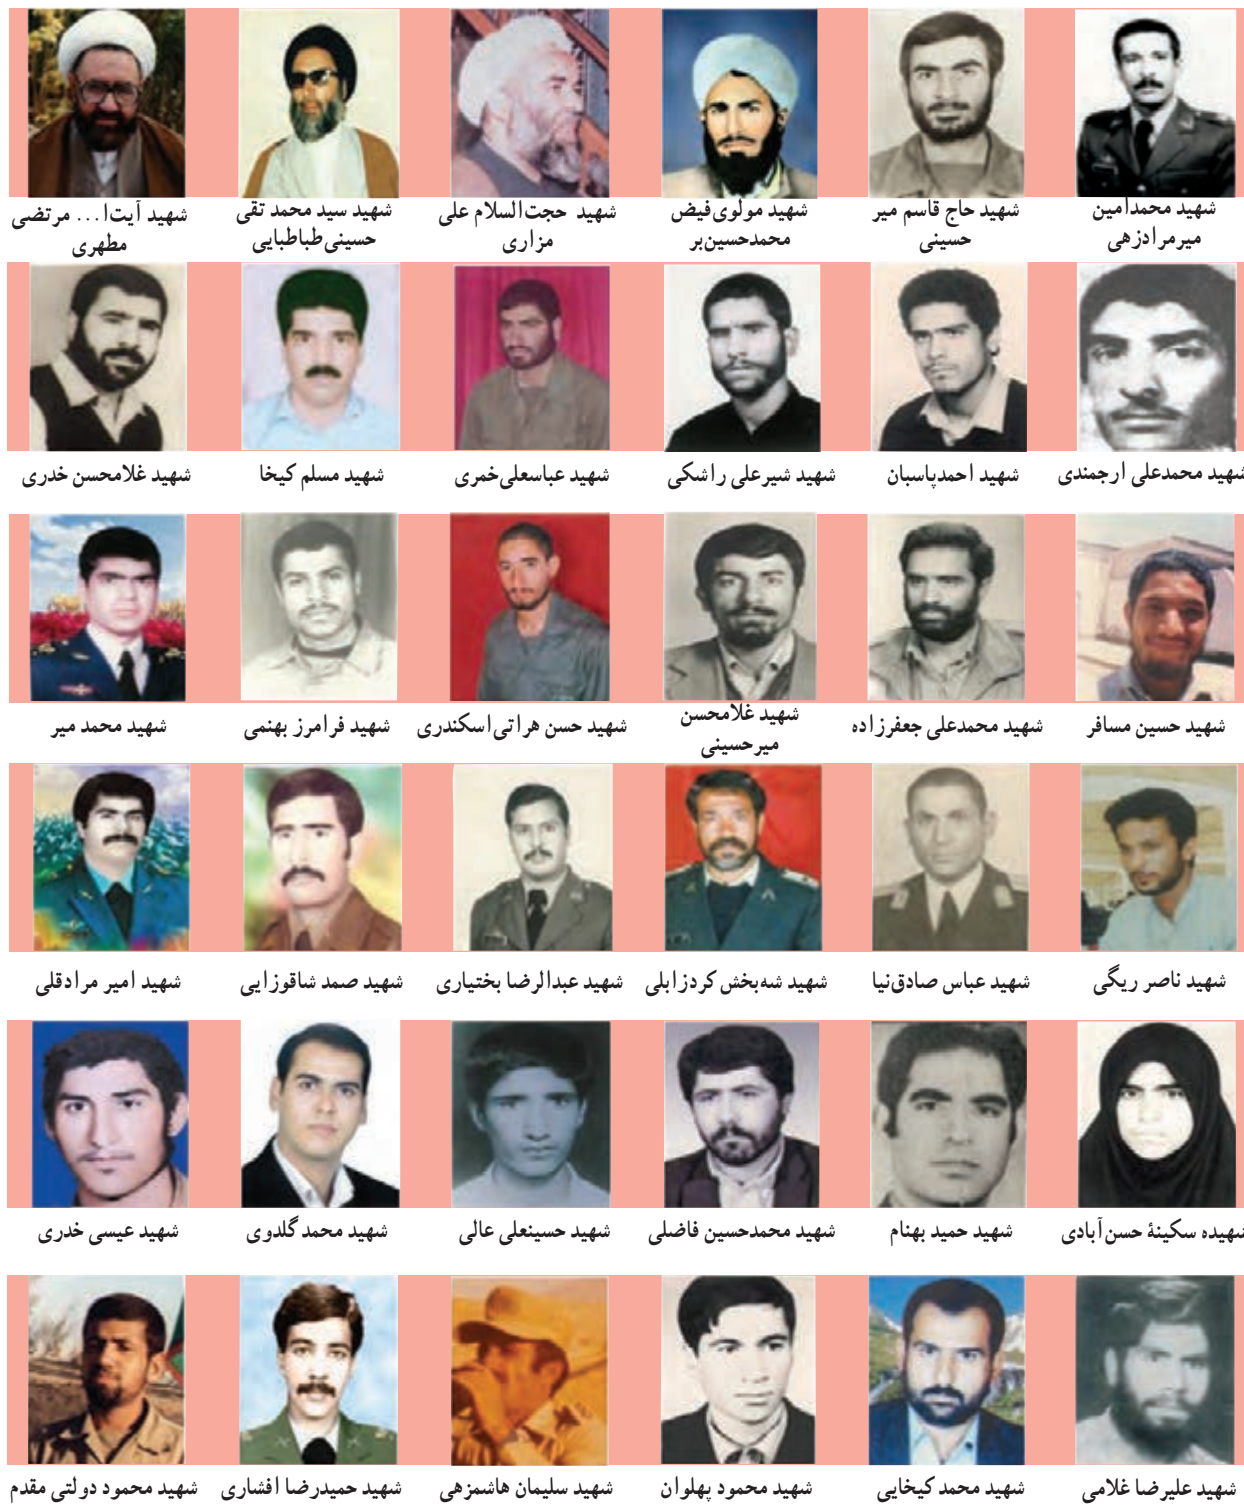 شهید محمدامین
میرمرادزهی
شهید حاج قاسم میر
حسینی
شهید مولوی فیض
محمدحسین‌بر
شهید حجت‌السلام علی
مزاری
شهید سید محمد تقی
حسینی طباطبایی
شهید آیت‌ا... مرتضی
مطهری
شهید محمدعلی ارجمندی
شهید احمدپاسبان
شهید شیرعلی راشکی
شهید عباسعلی خمری
شهید مسلم کیخا
شهید غلامحسن خدری
شهید حسین مسافر
شهید محمدعلی جعفرزاده
شهید غلامحسن
میرحسینی
شهید حسن هراتی‌اسکندری
شهید فرامرز بهنمی
شهید محمد میر
شهید ناصر ریگی
شهید عباس صادق‌نیا
شهید شه‌بخش کردزابلی
شهید عبدالرضا بختیاری
شهید صمد شاقوزایی
شهید امیر مرادقلی
شهیده سکینهٔ حسن‌آبادی
شهید حمید بهنام
شهید محمدحسین فاضلی
شهید حسینعلی عالی
شهید محمد گلدوی
شهید عیسی خدری
شهید علیرضا غلامی
شهید محمد کیخایی
شهید محمود پهلوان
شهید سلیمان هاشمزهی
شهید حمیدرضا افشاری
شهید محمود دولتی مقدم